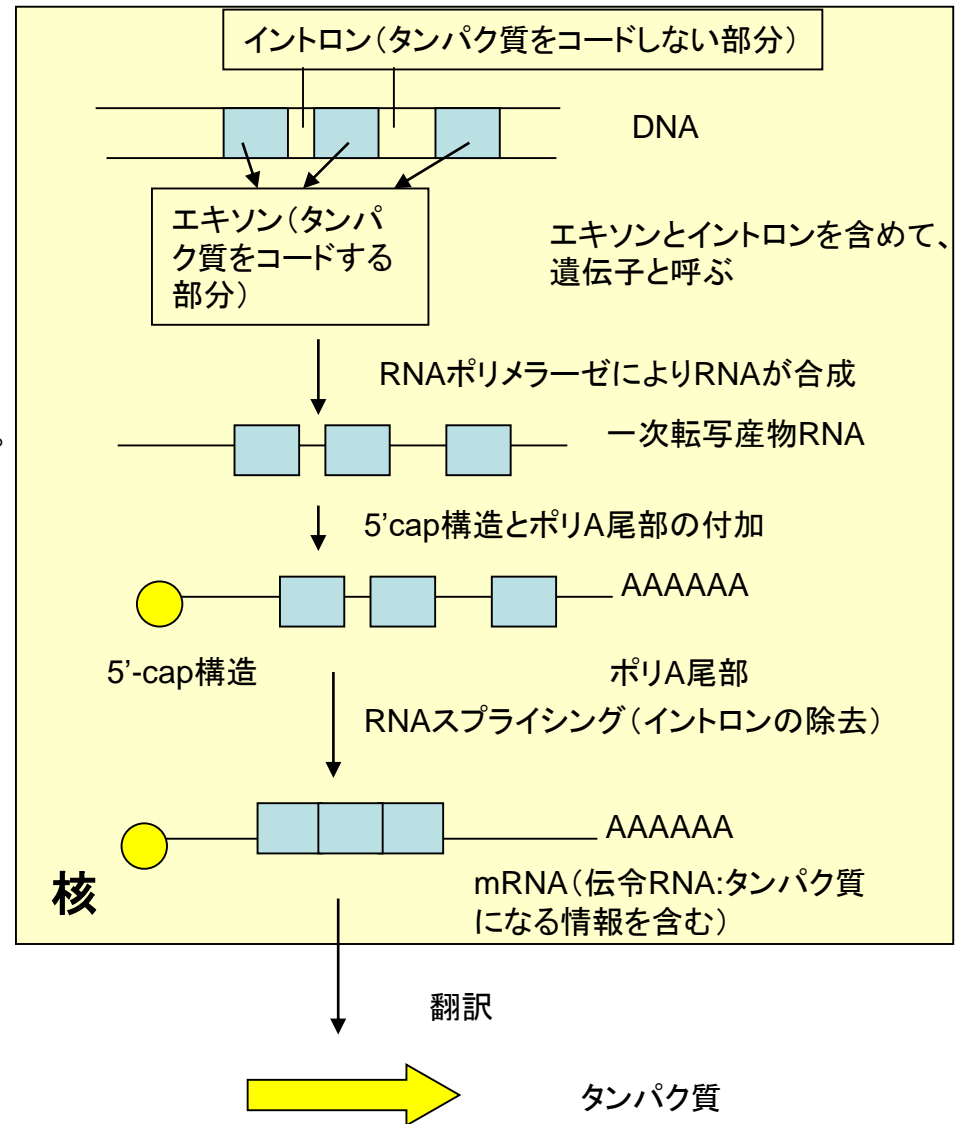 イントロン（タンパク質をコードしない部分）
DNA
エキソン（タンパ
ク質をコードする
部分）
エキソンとイントロンを含めて、
遺伝子と呼ぶ
RNAポリメラーゼによりRNAが合成
。
一次転写産物RNA
5’cap構造とポリA尾部の付加
AAAAAA
5’-cap構造
ポリA尾部
RNAスプライシング（イントロンの除去）
AAAAAA
核
mRNA（伝令RNA:タンパク質
になる情報を含む）
翻訳
タンパク質